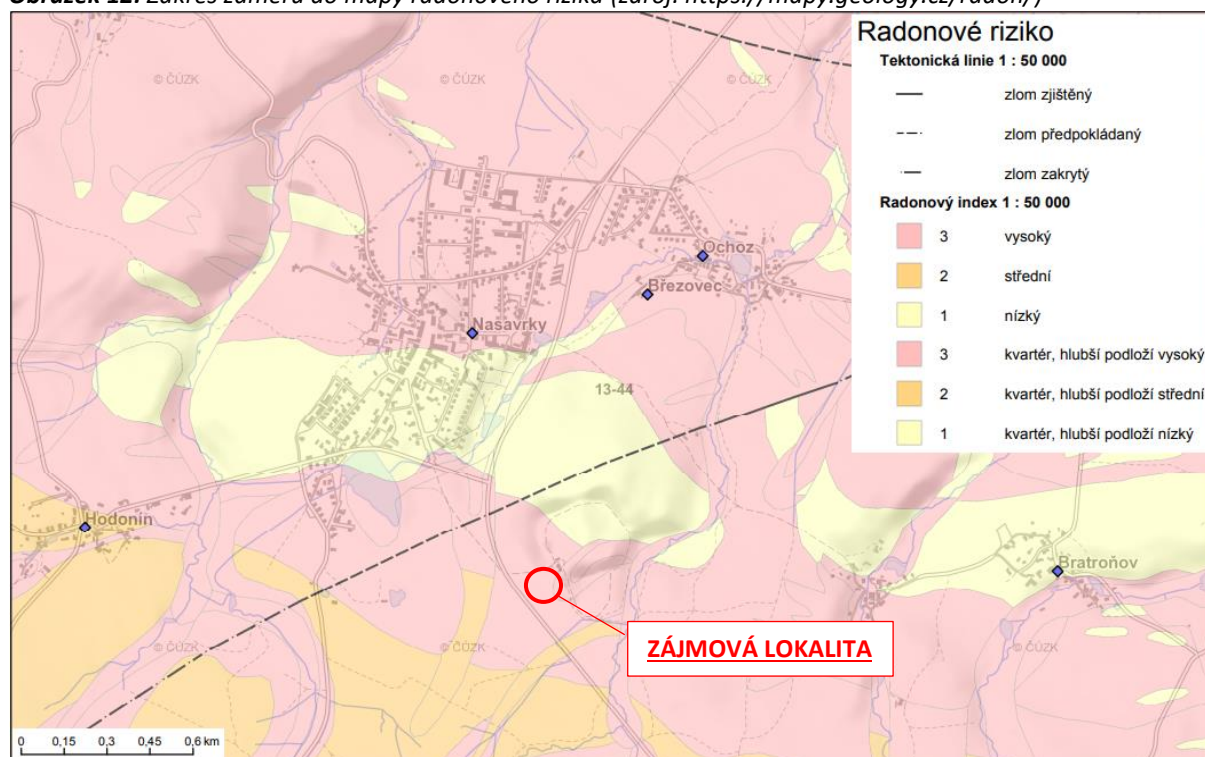 Obrázek 12. Zákres záměru do mapy radonového rizika (zdroj: https://mapy.geology.cz/radon/)
Radonové riziko
Tektonická linie 1 : 50 000
zlom zjištěný
zlom předpokládaný
zlom zakrytý
Radonový index 1 : 50 000
3 vysoký
2 střední
1 nízký
3 kvartér, hlubší podloží vysoký
2 kvartér, hlubší podloží střední
1 kvartér, hlubší podloží nízký
© ČÚZK
© ČÚZK
© ČÚZK
Ochoz
Březovec
Nasavrky
13-44
Hodonín
Bratroňov
ZÁJMOVÁ LOKALITA
© ČÚZK
© ČÚZK
© ČÚZK
0 0,15 0,3 0,45 0,6 km